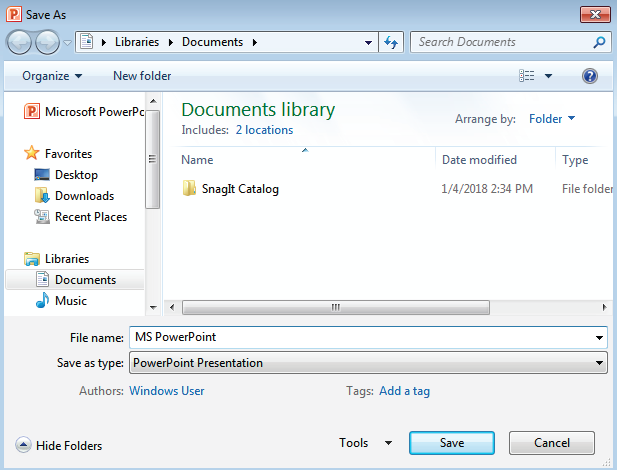 Save As
Libraries Documents
Search Documents
Organize New folder
Microsoft PowerPo
Favorites
Desktop
Downloads
Recent Places
Libraries
Documents
Music
Documents library
Includes: 2 locations
Arrange by: Folder
Name Date modified Type
SnagIt Catalog 1/4/2018 2:34 PM File folder
File name: MS PowerPoint
Save as type: PowerPoint Presentation
Authors: Windows User Tags: Add a tag
Hide Folders Tools Save Cancel